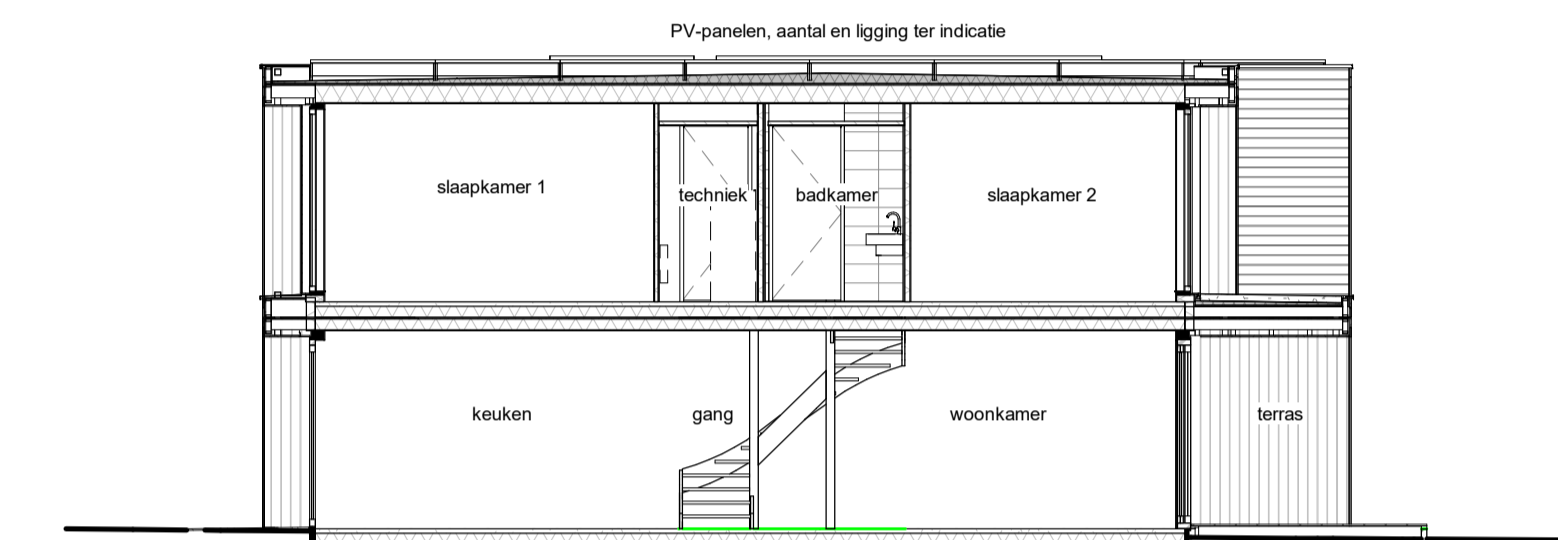 PV-panelen, aantal en ligging ter indicatie
slaapkamer 1
techniek
badkamer
slaapkamer 2
keuken
gang
woonkamer
terras